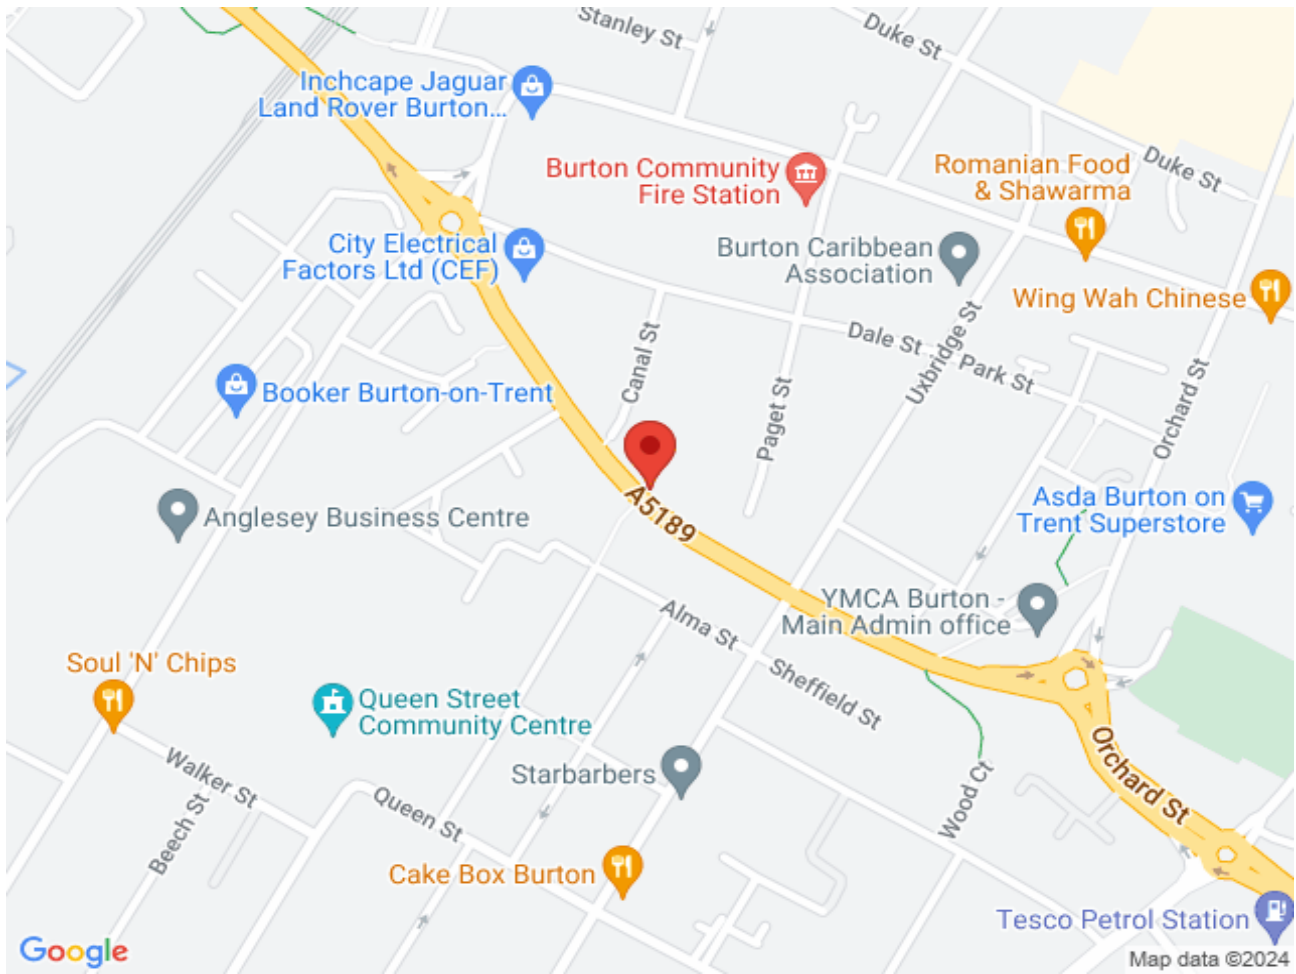 Stanley St
Duke St
Inchcape Jaguar
Land Rover Burton...
Burton Community
Fire Station
Romanian Food
& Shawarma
Duke St
City Electrical
Factors Ltd (CEF)
Burton Caribbean
Association
Wing Wah Chinese
Canal St
Dale St
Park St
Uxbridge St
Orchard St
Booker Burton-on-Trent
Paget St
Anglesey Business Centre
A5189
Asda Burton on
Trent Superstore
Alma St
YMCA Burton -
Main Admin office
Soul 'N' Chips
Sheffield St
Queen Street
Community Centre
Walker St
Starbarbers
Orchard St
Wood Ct
Beech St
Queen St
Cake Box Burton
Tesco Petrol Station
Google
Map data ©2024